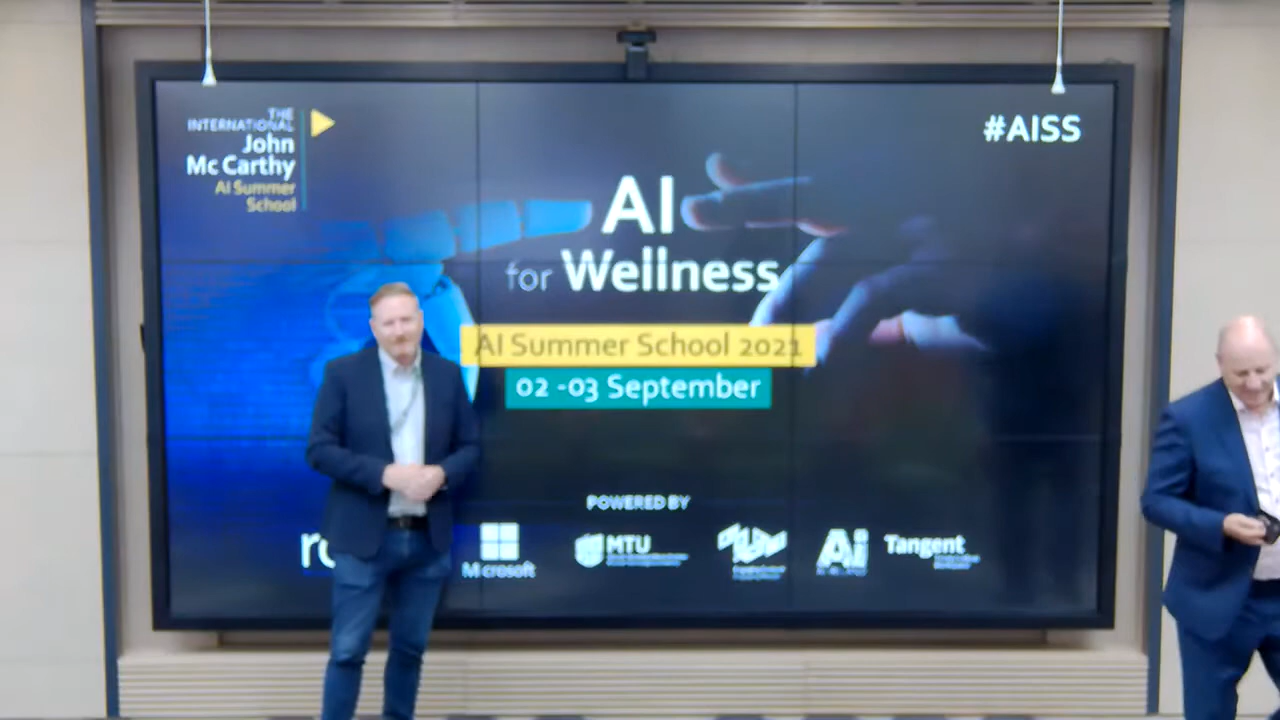 THE
INTERNATIONAL
John
Mc Carthy
AI Summer
School
#AISS
AI
for Wellness
AI Summer School 2021
02 -03 September
POWERED BY
Microsoft
MTU
Ai
Tangent